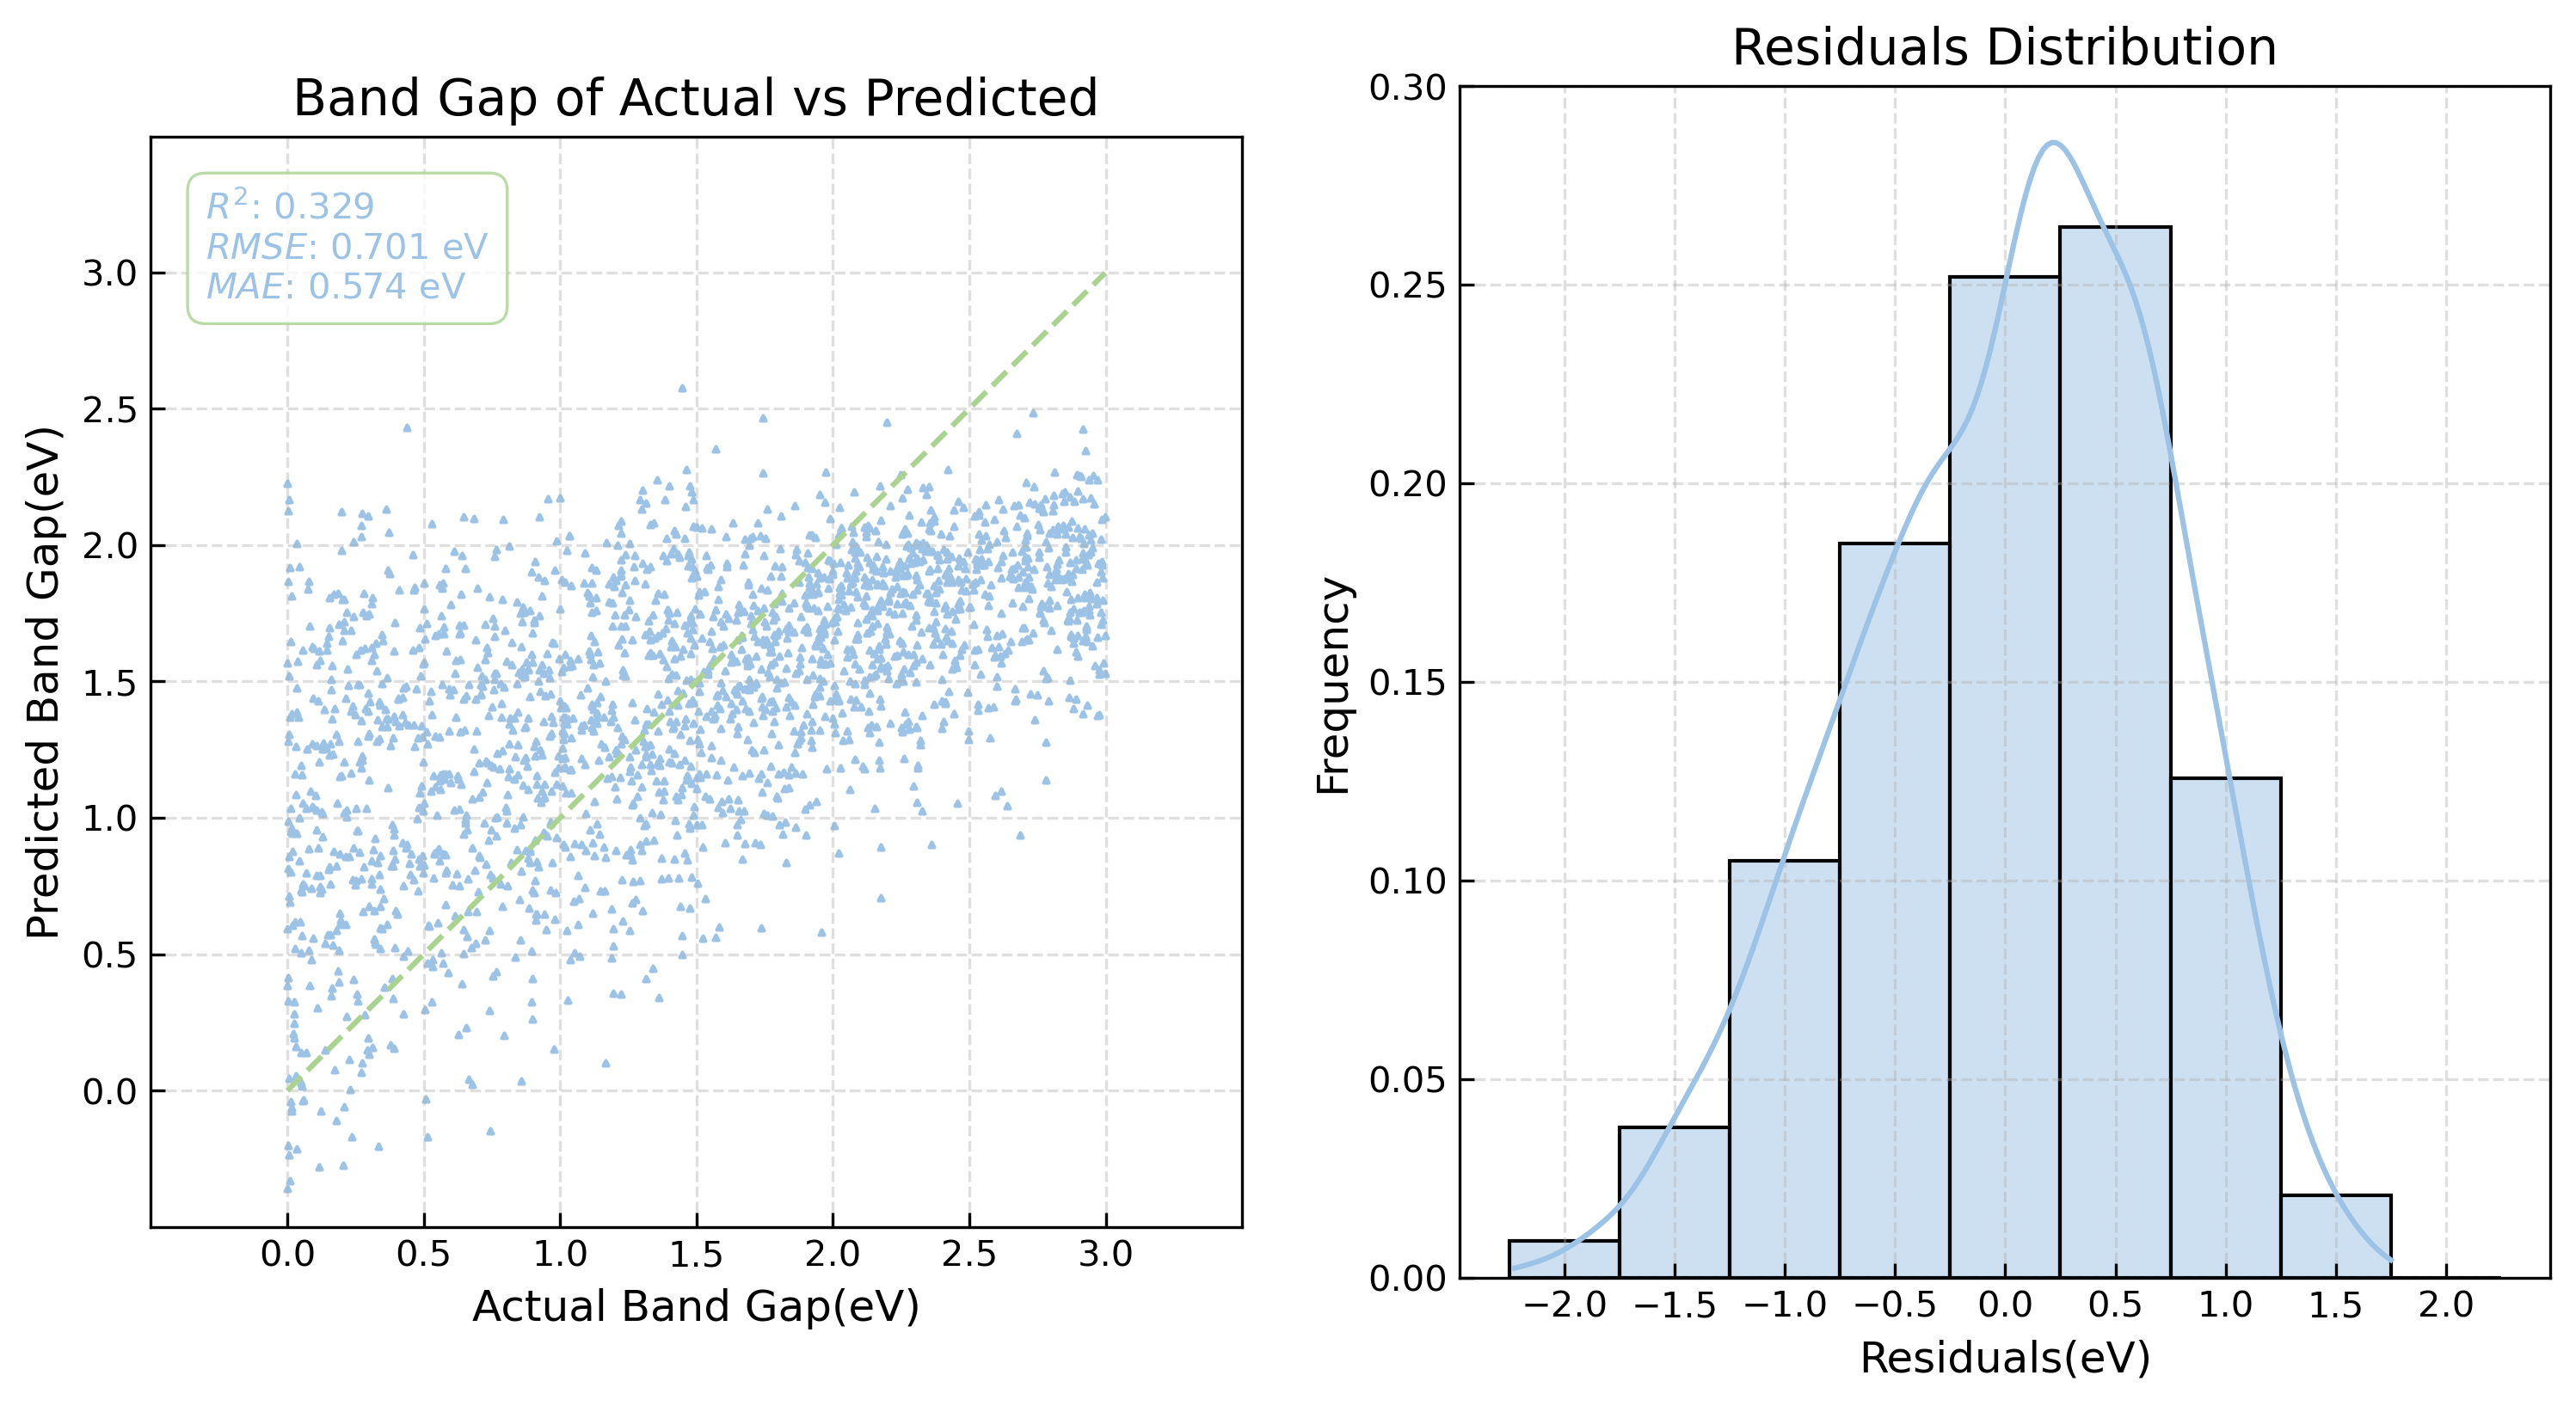 Band Gap of Actual vs Predicted
R²: 0.329
RMSE: 0.701 eV
MAE: 0.574 eV
Predicted Band Gap(eV)
3.0
2.5
2.0
1.5
1.0
0.5
0.0
0.0 0.5 1.0 1.5 2.0 2.5 3.0
Actual Band Gap(eV)
Residuals Distribution
Frequency
0.30
0.25
0.20
0.15
0.10
0.05
0.00
−2.0 −1.5 −1.0 −0.5 0.0 0.5 1.0 1.5 2.0
Residuals(eV)